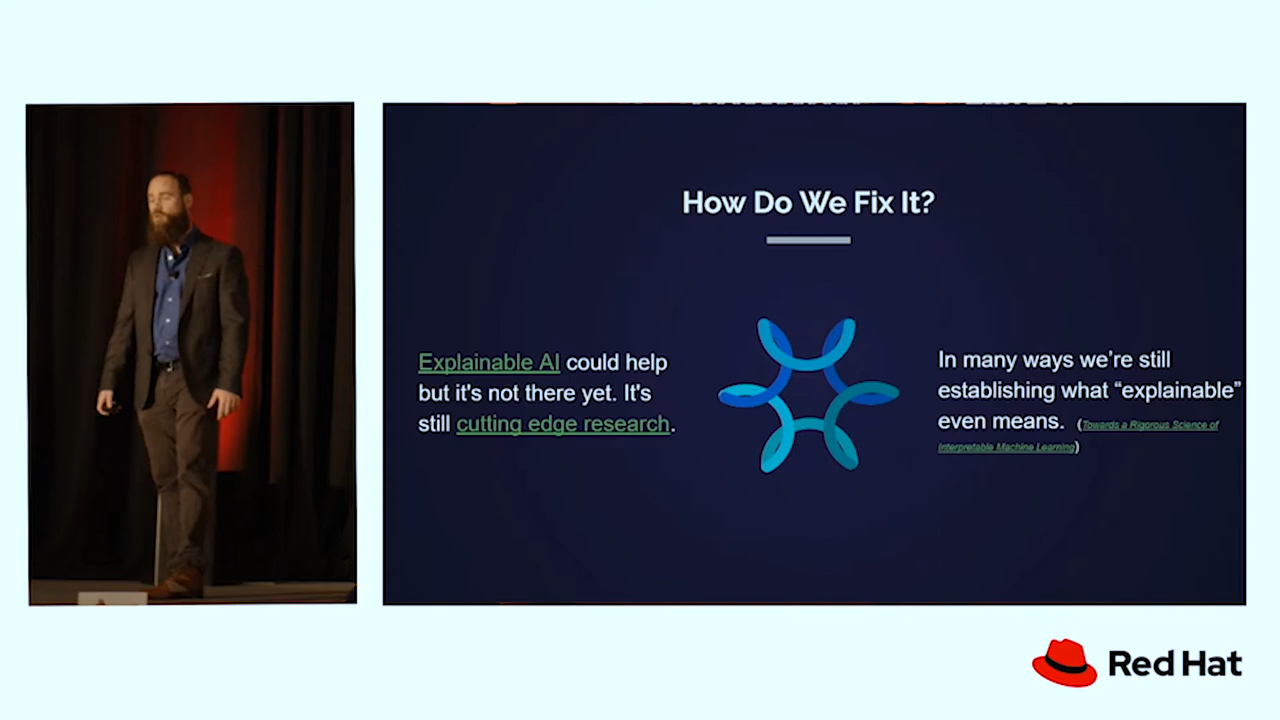 How Do We Fix It?
Explainable AI could help
but it's not there yet. It's
still cutting edge research.
In many ways we're still
establishing what “explainable”
even means. (Towards a Rigorous Science of
Interpretable Machine Learning)
Red Hat